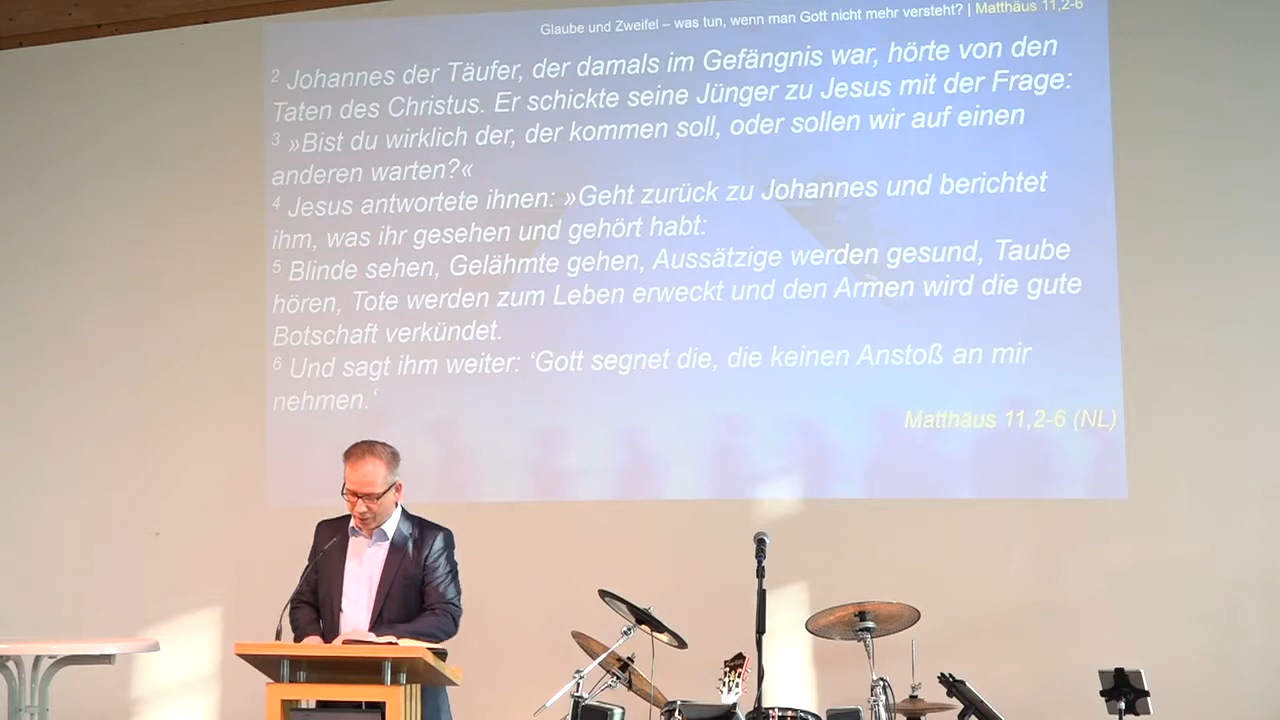 Glaube und Zweifel – was tun, wenn man Gott nicht mehr versteht? | Matthäus 11,2-6
2 Johannes der Täufer, der damals im Gefängnis war, hörte von den
Taten des Christus. Er schickte seine Jünger zu Jesus mit der Frage:
3 »Bist du wirklich der, der kommen soll, oder sollen wir auf einen
anderen warten?«
4 Jesus antwortete ihnen: »Geht zurück zu Johannes und berichtet
ihm, was ihr gesehen und gehört habt:
5 Blinde sehen, Gelähmte gehen, Aussätzige werden gesund, Taube
hören, Tote werden zum Leben erweckt und den Armen wird die gute
Botschaft verkündet.
6 Und sagt ihm weiter: ‘Gott segnet die, die keinen Anstoß an mir
nehmen.‘
Matthäus 11,2-6 (NL)